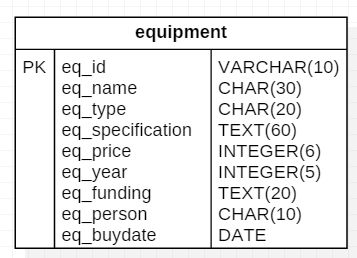 equipment
PK eq_id VARCHAR(10)
eq_name CHAR(30)
eq_type CHAR(20)
eq_specification TEXT(60)
eq_price INTEGER(6)
eq_year INTEGER(5)
eq_funding TEXT(20)
eq_person CHAR(10)
eq_buydate DATE